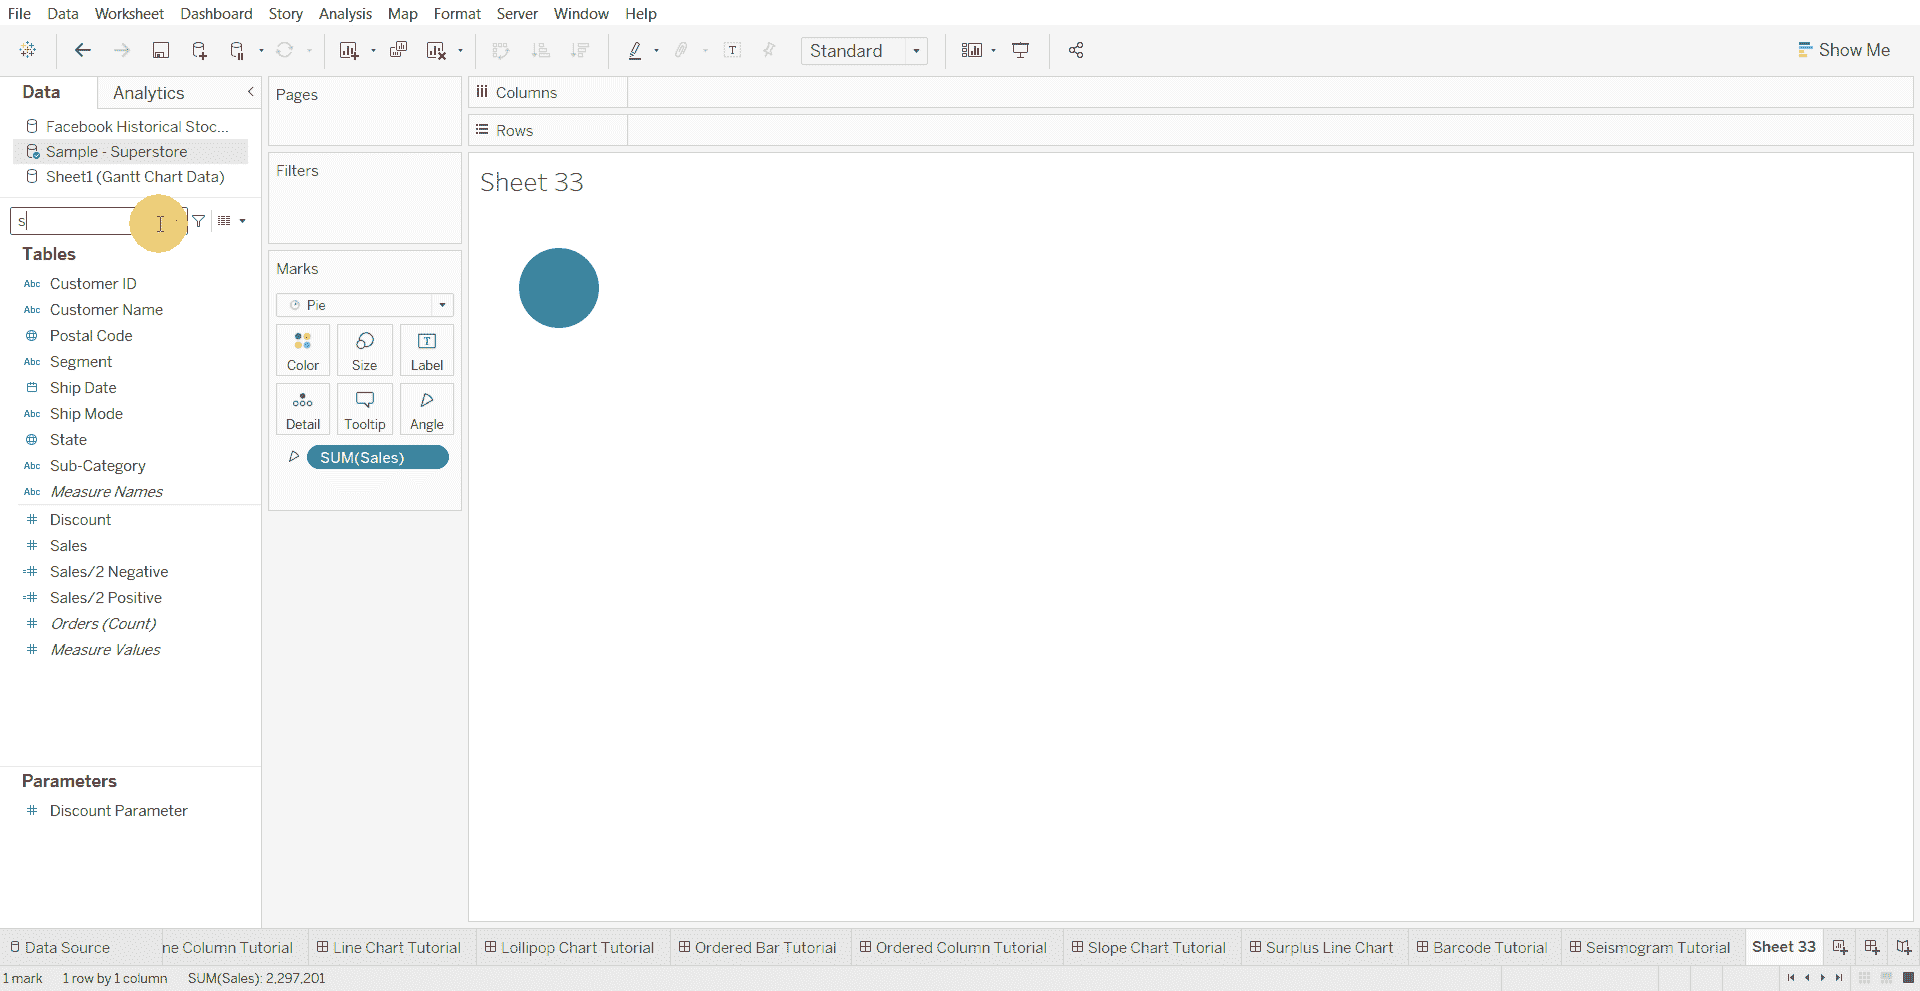 File Data Worksheet Dashboard Story Analysis Map Format Server Window Help
Standard
Show Me
Data Analytics
Facebook Historical Stoc...
Sample - Superstore
Sheet1 (Gantt Chart Data)
s
Tables
Abc Customer ID
Abc Customer Name
Postal Code
Abc Segment
Ship Date
Abc Ship Mode
State
Abc Sub-Category
Abc Measure Names
# Discount
# Sales
=# Sales/2 Negative
=# Sales/2 Positive
# Orders (Count)
# Measure Values
Parameters
# Discount Parameter
Pages
Filters
Marks
Pie
Color Size Label
Detail Tooltip Angle
SUM(Sales)
Columns
Rows
Sheet 33
Data Source ne Column Tutorial Line Chart Tutorial Lollipop Chart Tutorial Ordered Bar Tutorial Ordered Column Tutorial Slope Chart Tutorial Surplus Line Chart Barcode Tutorial Seismogram Tutorial Sheet 33
1 mark 1 row by 1 column SUM(Sales): 2,297,201